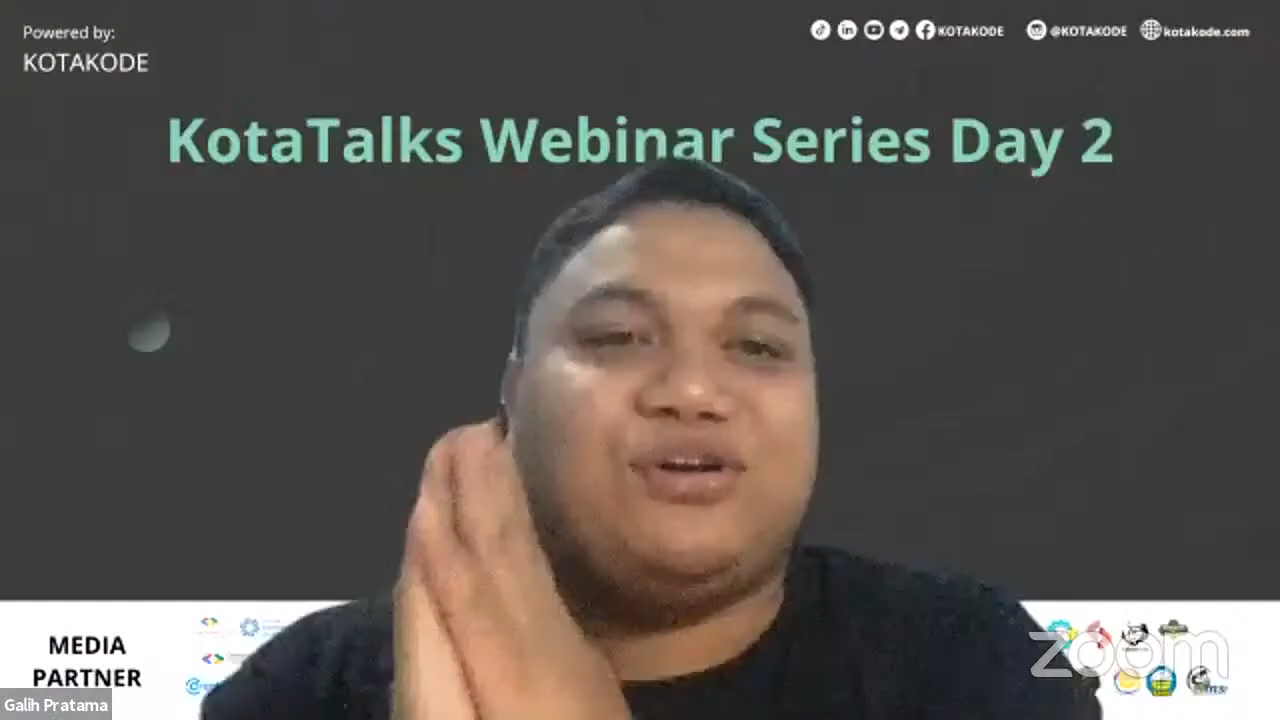 Powered by:
KOTAKODE
KOTAKODE
@KOTAKODE
kotakode.com
KotaTalks Webinar Series Day 2
MEDIA
PARTNER
zoom
Galih Pratama